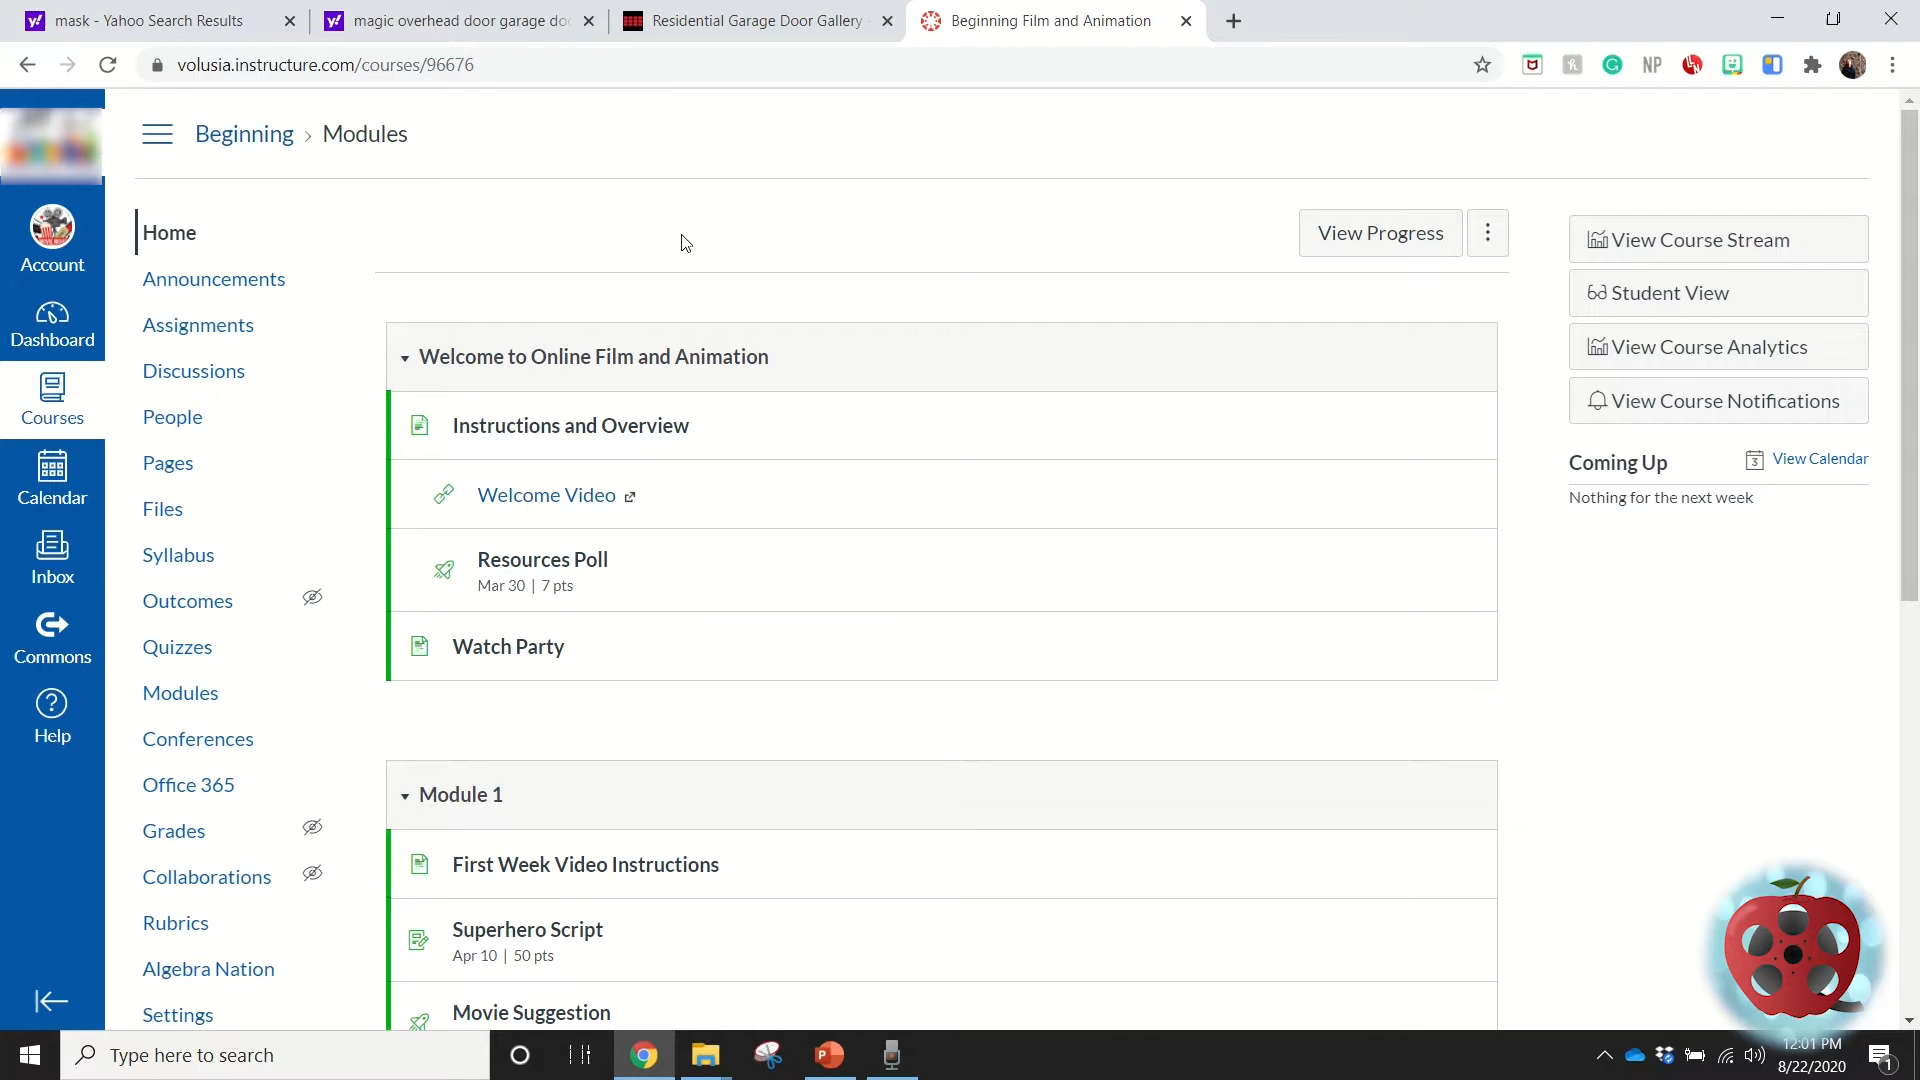 mask - Yahoo Search Results
magic overhead door garage do
Residential Garage Door Gallery -
Beginning Film and Animation
volusia.instructure.com/courses/96676
NP
Beginning › Modules
Account
Dashboard
Courses
Calendar
Inbox
Commons
Help
Home
Announcements
Assignments
Discussions
People
Pages
Files
Syllabus
Outcomes
Quizzes
Modules
Conferences
Office 365
Grades
Collaborations
Rubrics
Algebra Nation
Settings
View Progress
Welcome to Online Film and Animation
Instructions and Overview
Welcome Video
Resources Poll
Mar 30 | 7 pts
Watch Party
Module 1
First Week Video Instructions
Superhero Script
Apr 10 | 50 pts
Movie Suggestion
View Course Stream
Student View
View Course Analytics
View Course Notifications
Coming Up
3 View Calendar
Nothing for the next week
Type here to search
12:01 PM
8/22/2020
1